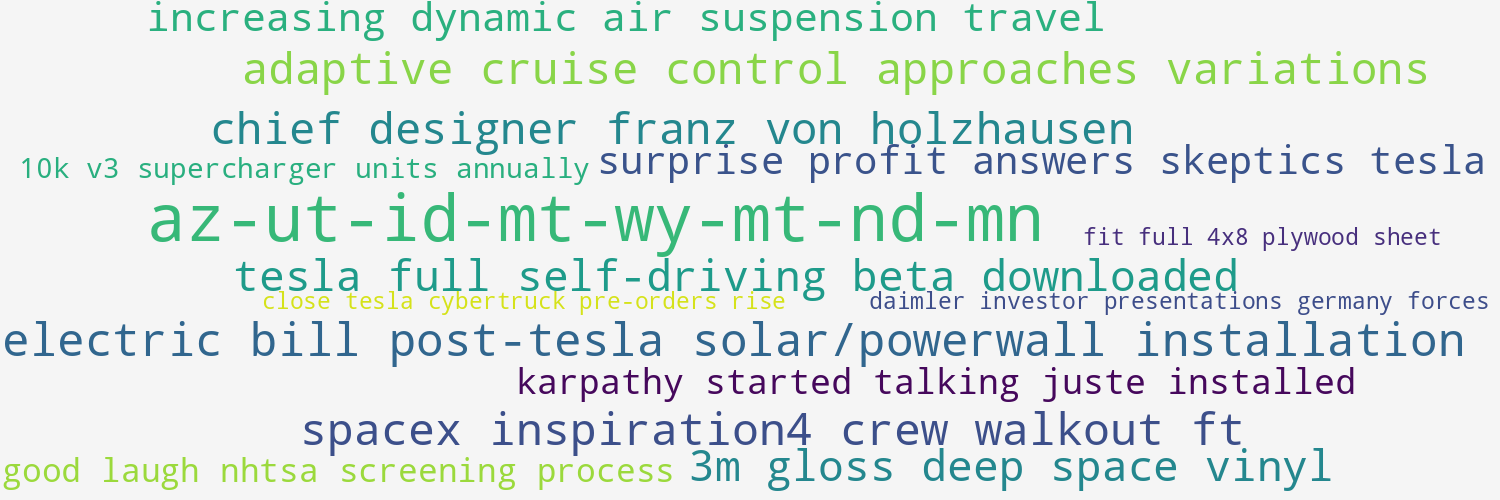 increasing dynamic air suspension travel
adaptive cruise control approaches variations
chief designer franz von holzhausen
10k v3 supercharger units annually
surprise profit answers skeptics tesla
az-ut-id-mt-wy-mt-nd-mn
fit full 4x8 plywood sheet
tesla full self-driving beta downloaded
close tesla cybertruck pre-orders rise
daimler investor presentations germany forces
electric bill post-tesla solar/powerwall installation
karpathy started talking juste installed
spacex inspiration4 crew walkout ft
good laugh nhtsa screening process
3m gloss deep space vinyl